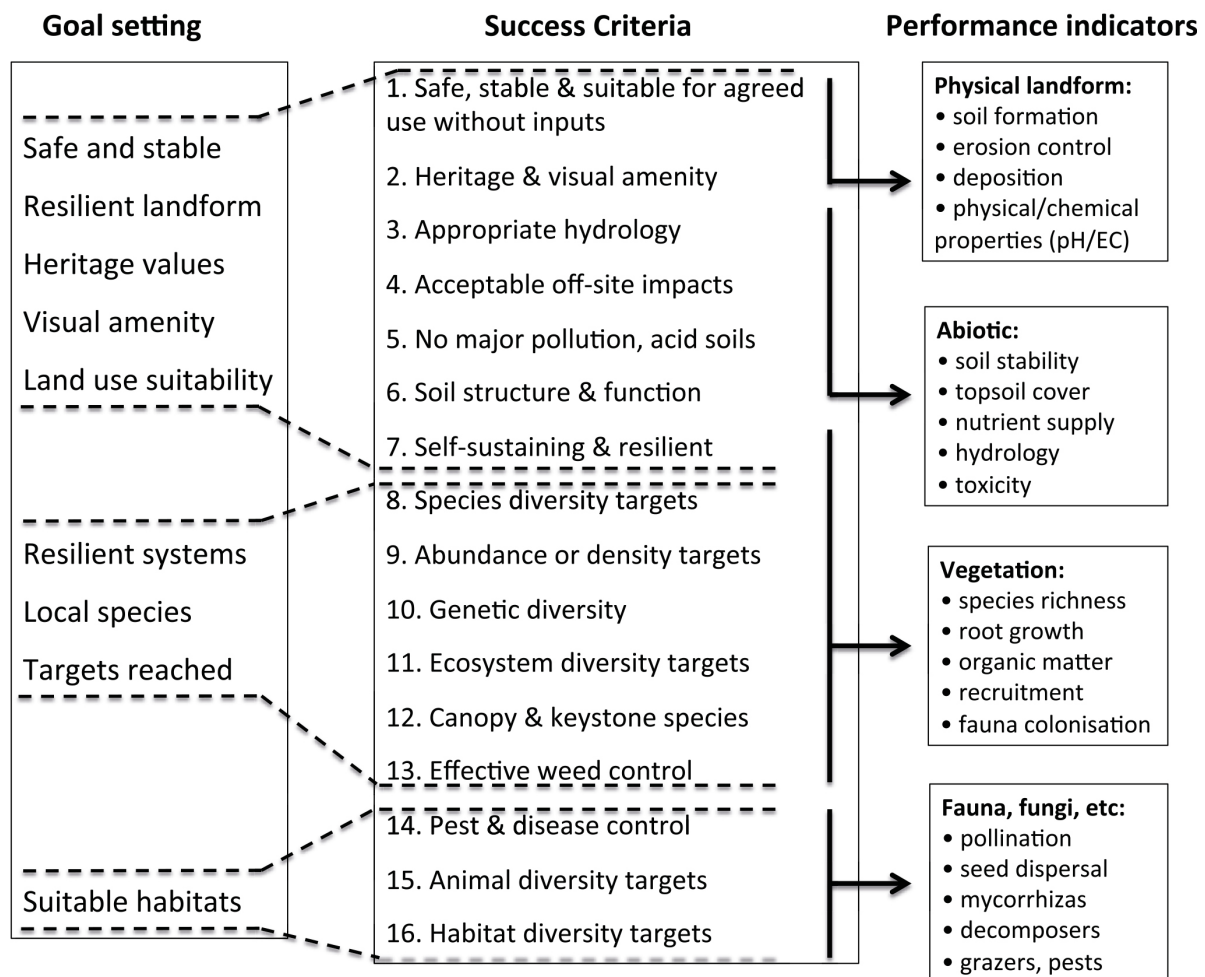 Goal setting
Safe and stable
Resilient landform
Heritage values
Visual amenity
Land use suitability
Resilient systems
Local species
Targets reached
Suitable habitats
Success Criteria
1. Safe, stable & suitable for agreed
use without inputs
2. Heritage & visual amenity
3. Appropriate hydrology
4. Acceptable off-site impacts
5. No major pollution, acid soils
6. Soil structure & function
7. Self-sustaining & resilient
8. Species diversity targets
9. Abundance or density targets
10. Genetic diversity
11. Ecosystem diversity targets
12. Canopy & keystone species
13. Effective weed control
14. Pest & disease control
15. Animal diversity targets
16. Habitat diversity targets
Performance indicators
Physical landform:
• soil formation
• erosion control
• deposition
• physical/chemical
properties (pH/EC)
Abiotic:
• soil stability
• topsoil cover
• nutrient supply
• hydrology
• toxicity
Vegetation:
• species richness
• root growth
• organic matter
• recruitment
• fauna colonisation
Fauna, fungi, etc:
• pollination
• seed dispersal
• mycorrhizas
• decomposers
• grazers, pests